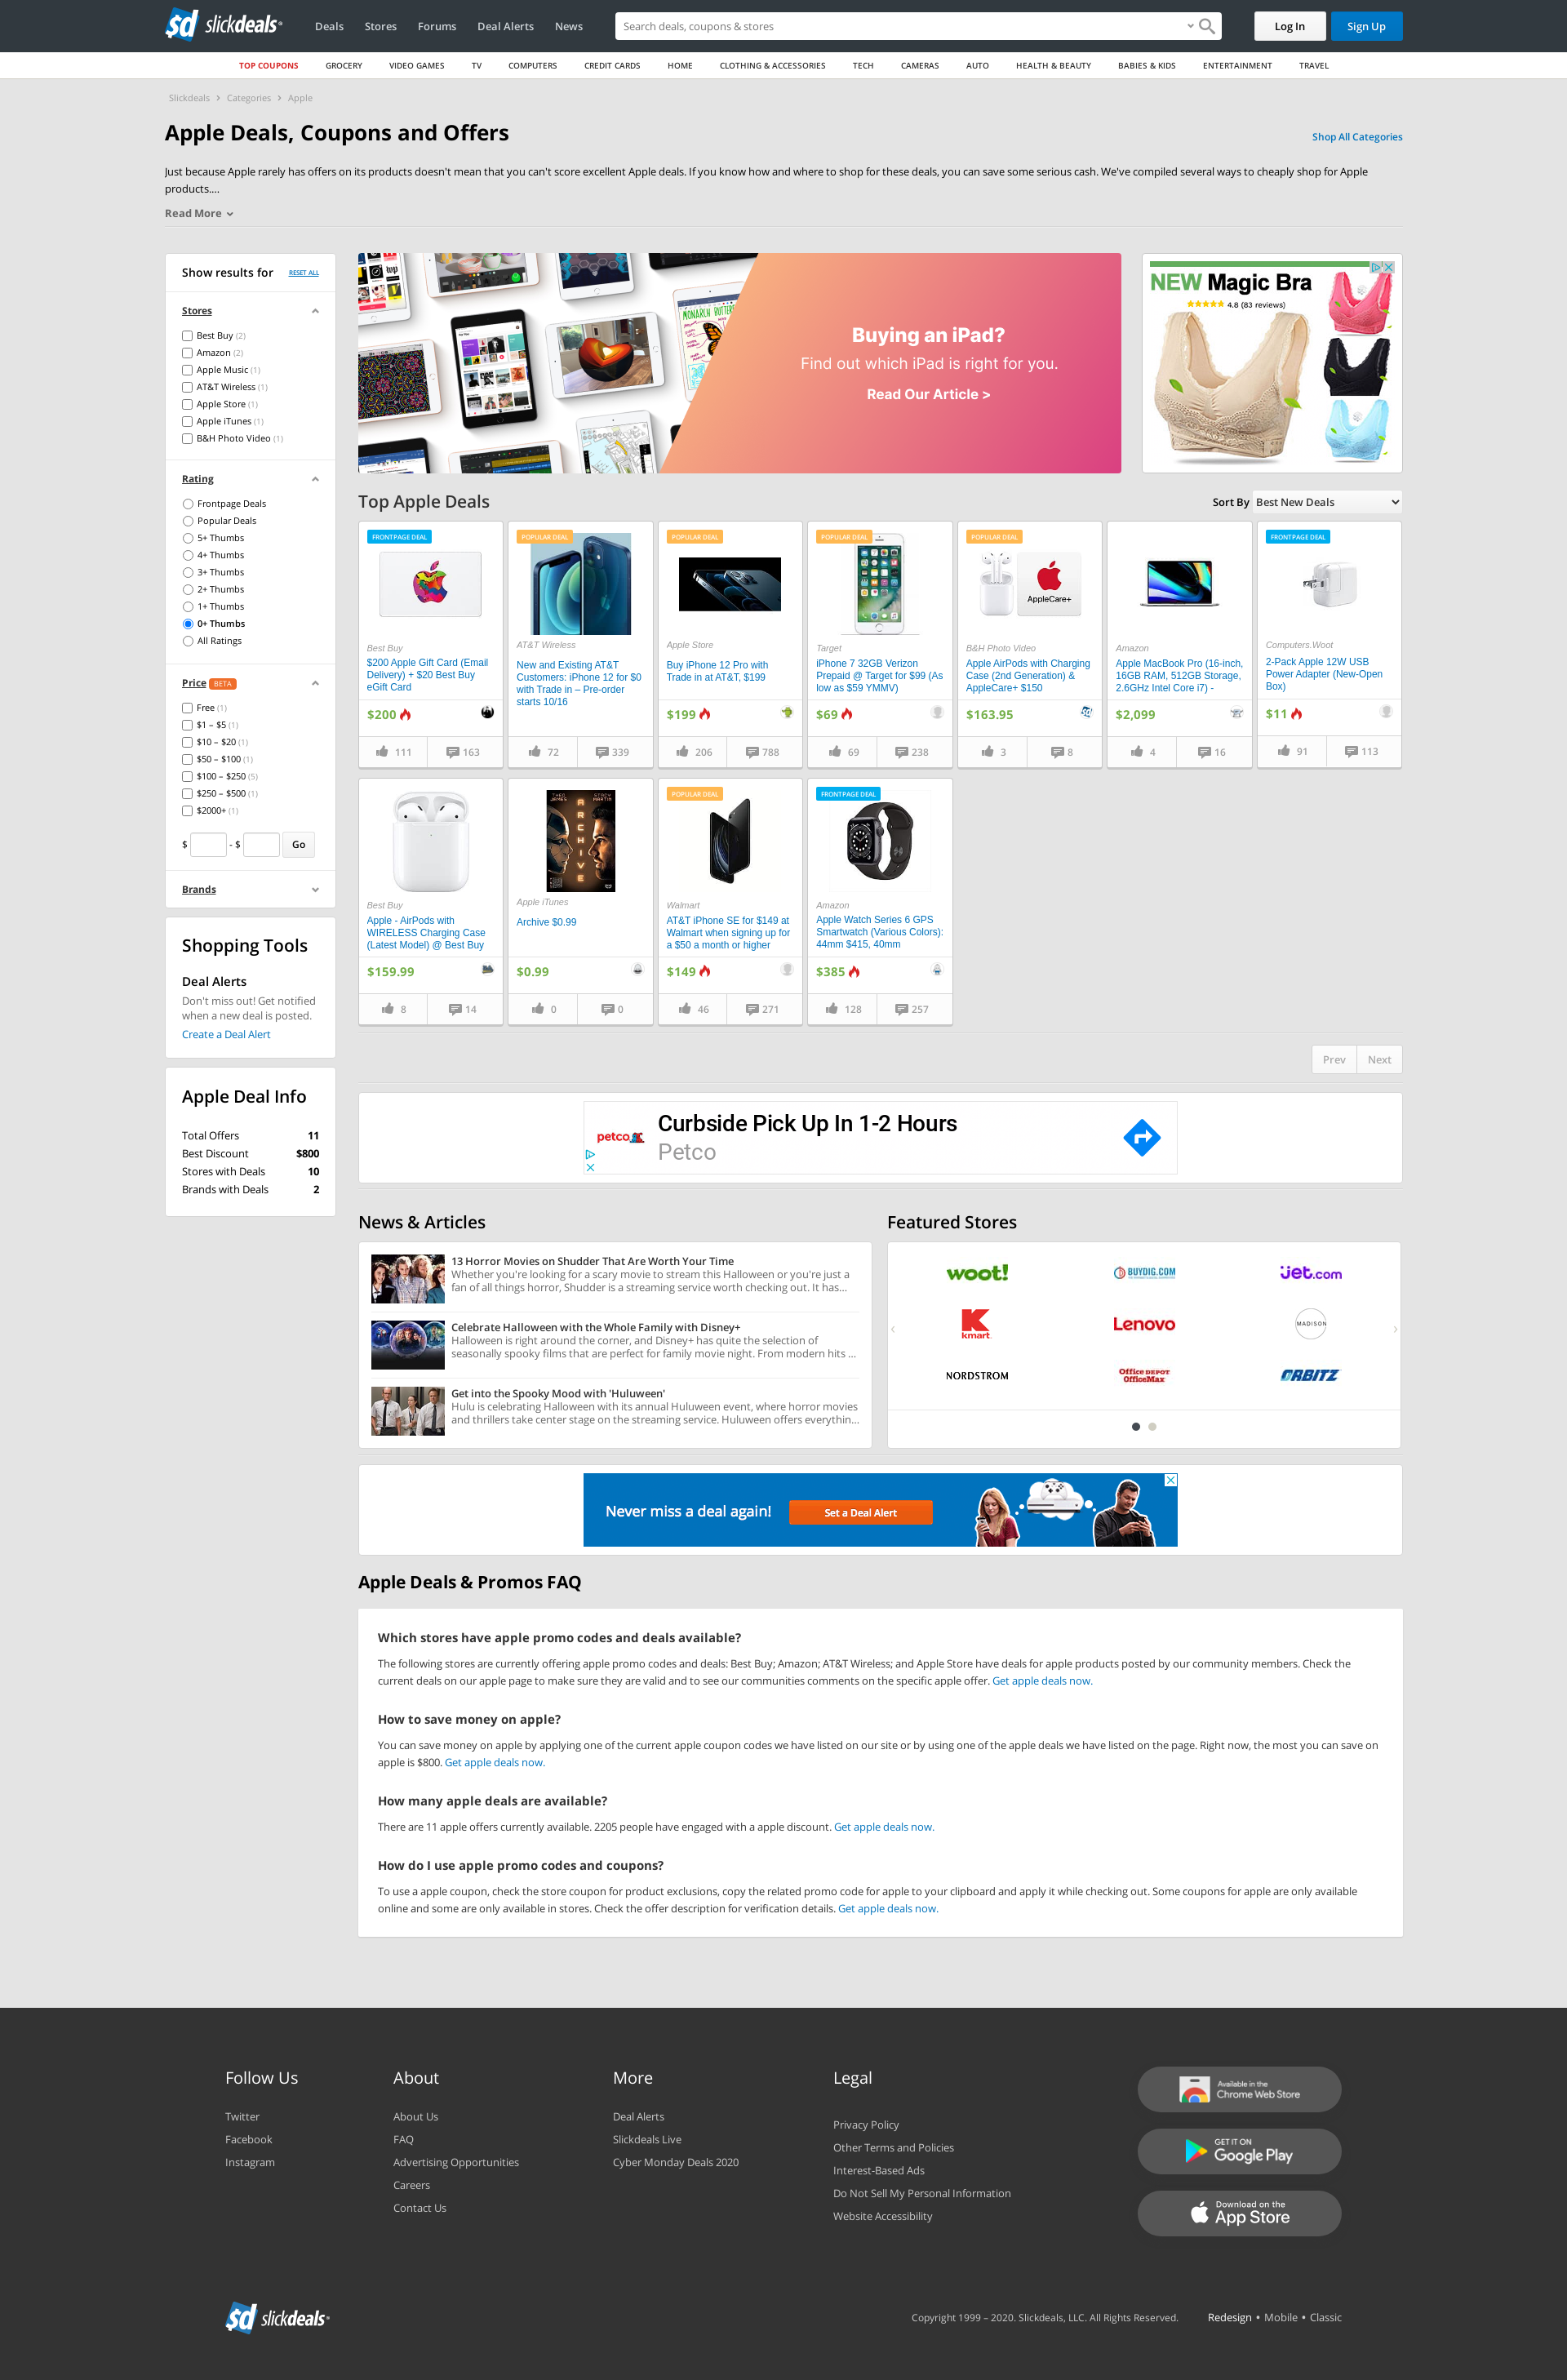 sd slickdeals
Deals
Stores
Forums
Deal Alerts
News
Search deals, coupons & stores
Log In
Sign Up
TOP COUPONS
GROCERY
VIDEO GAMES
TV
COMPUTERS
CREDIT CARDS
HOME
CLOTHING & ACCESSORIES
TECH
CAMERAS
AUTO
HEALTH & BEAUTY
BABIES & KIDS
ENTERTAINMENT
TRAVEL
Slickdeals › Categories › Apple
Apple Deals, Coupons and Offers
Shop All Categories
Just because Apple rarely has offers on its products doesn't mean that you can't score excellent Apple deals. If you know how and where to shop for these deals, you can save some serious cash. We've compiled several ways to cheaply shop for Apple
products....
Read More
Show results for
RESET ALL
Stores
Best Buy (2)
Amazon (2)
Apple Music (1)
AT&T Wireless (1)
Apple Store (1)
Apple iTunes (1)
B&H Photo Video (1)
Rating
Frontpage Deals
Popular Deals
5+ Thumbs
4+ Thumbs
3+ Thumbs
2+ Thumbs
1+ Thumbs
0+ Thumbs
All Ratings
Price BETA
Free (1)
$1 – $5 (1)
$10 – $20 (1)
$50 – $100 (1)
$100 – $250 (5)
$250 – $500 (1)
$2000+ (1)
$ - $ Go
Brands
Shopping Tools
Deal Alerts
Don't miss out! Get notified
when a new deal is posted.
Create a Deal Alert
Apple Deal Info
Total Offers 11
Best Discount $800
Stores with Deals 10
Brands with Deals 2
Buying an iPad?
Find out which iPad is right for you.
Read Our Article >
NEW Magic Bra
4.8 (83 reviews)
Top Apple Deals
Sort By Best New Deals
FRONTPAGE DEAL
Best Buy
$200 Apple Gift Card (Email
Delivery) + $20 Best Buy
eGift Card
$200
111
163
POPULAR DEAL
AT&T Wireless
New and Existing AT&T
Customers: iPhone 12 for $0
with Trade in – Pre-order
starts 10/16
72
339
POPULAR DEAL
Apple Store
Buy iPhone 12 Pro with
Trade in at AT&T, $199
$199
206
788
POPULAR DEAL
Target
iPhone 7 32GB Verizon
Prepaid @ Target for $99 (As
low as $59 YMMV)
$69
69
238
POPULAR DEAL
AppleCare+
B&H Photo Video
Apple AirPods with Charging
Case (2nd Generation) &
AppleCare+ $150
$163.95
3
8
Amazon
Apple MacBook Pro (16-inch,
16GB RAM, 512GB Storage,
2.6GHz Intel Core i7) -
$2,099
4
16
FRONTPAGE DEAL
Computers.Woot
2-Pack Apple 12W USB
Power Adapter (New-Open
Box)
$11
91
113
Best Buy
Apple - AirPods with
WIRELESS Charging Case
(Latest Model) @ Best Buy
$159.99
8
14
THEO JAMES
STACY MARTIN
ARCHIVE
Apple iTunes
Archive $0.99
$0.99
0
0
POPULAR DEAL
Walmart
AT&T iPhone SE for $149 at
Walmart when signing up for
a $50 a month or higher
$149
46
271
FRONTPAGE DEAL
Amazon
Apple Watch Series 6 GPS
Smartwatch (Various Colors):
44mm $415, 40mm
$385
128
257
Prev
Next
petco
Curbside Pick Up In 1-2 Hours
Petco
News & Articles
13 Horror Movies on Shudder That Are Worth Your Time
Whether you're looking for a scary movie to stream this Halloween or you're just a
fan of all things horror, Shudder is a streaming service worth checking out. It has...
Celebrate Halloween with the Whole Family with Disney+
Halloween is right around the corner, and Disney+ has quite the selection of
seasonally spooky films that are perfect for family movie night. From modern hits ...
Get into the Spooky Mood with 'Huluween'
Hulu is celebrating Halloween with its annual Huluween event, where horror movies
and thrillers take center stage on the streaming service. Huluween offers everythin...
Featured Stores
woot!
BUYDIG.COM
Jet.com
kmart
Lenovo
MADISON
NORDSTROM
Office DEPOT
OfficeMax
ORBITZ
Never miss a deal again!
Set a Deal Alert
Apple Deals & Promos FAQ
Which stores have apple promo codes and deals available?
The following stores are currently offering apple promo codes and deals: Best Buy; Amazon; AT&T Wireless; and Apple Store have deals for apple products posted by our community members. Check the
current deals on our apple page to make sure they are valid and to see our communities comments on the specific apple offer. Get apple deals now.
How to save money on apple?
You can save money on apple by applying one of the current apple coupon codes we have listed on our site or by using one of the apple deals we have listed on the page. Right now, the most you can save on
apple is $800. Get apple deals now.
How many apple deals are available?
There are 11 apple offers currently available. 2205 people have engaged with a apple discount. Get apple deals now.
How do I use apple promo codes and coupons?
To use a apple coupon, check the store coupon for product exclusions, copy the related promo code for apple to your clipboard and apply it while checking out. Some coupons for apple are only available
online and some are only available in stores. Check the offer description for verification details. Get apple deals now.
Follow Us
Twitter
Facebook
Instagram
About
About Us
FAQ
Advertising Opportunities
Careers
Contact Us
More
Deal Alerts
Slickdeals Live
Cyber Monday Deals 2020
Legal
Privacy Policy
Other Terms and Policies
Interest-Based Ads
Do Not Sell My Personal Information
Website Accessibility
Available in the
Chrome Web Store
GET IT ON
Google Play
Download on the
App Store
sd slickdeals
Copyright 1999 – 2020. Slickdeals, LLC. All Rights Reserved.
Redesign • Mobile • Classic